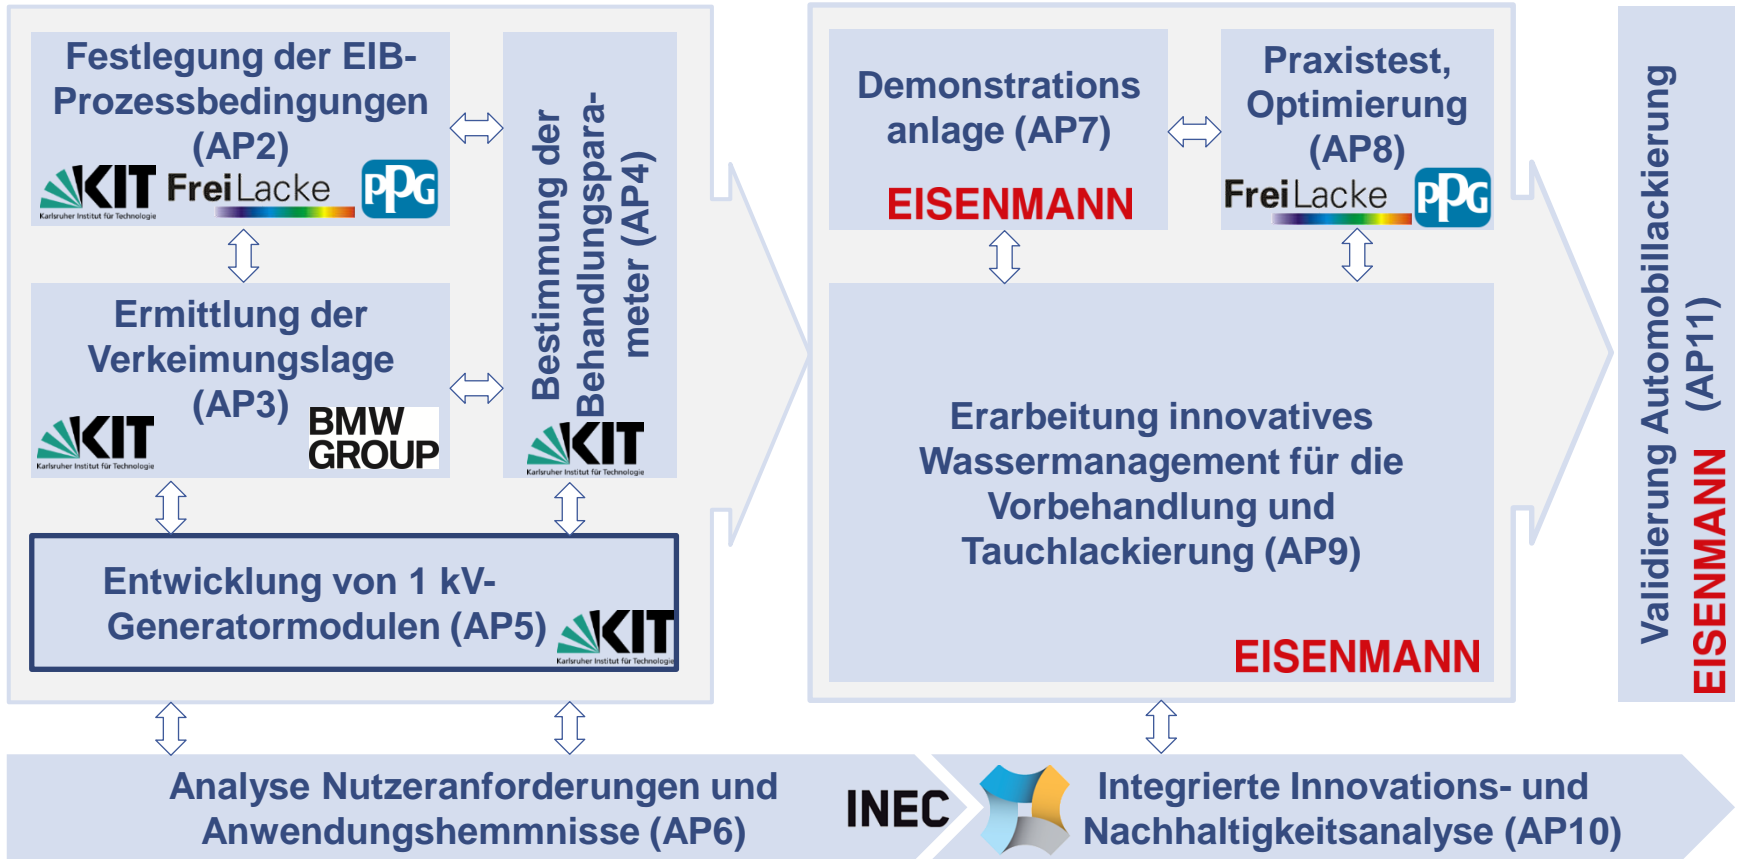 Festlegung der EIB-
Prozessbedingungen
(AP2)
KIT
Karlsruher Institut für Technologie
FreiLacke
PPG
Bestimmung der
Behandlungspara-
meter (AP4)
KIT
Karlsruher Institut für Technologie
Ermittlung der
Verkeimungslage
(AP3)
KIT
Karlsruher Institut für Technologie
BMW
GROUP
Entwicklung von 1 kV-
Generatormodulen (AP5)
KIT
Karlsruher Institut für Technologie
Demonstrations
anlage (AP7)
EISENMANN
Praxistest,
Optimierung
(AP8)
FreiLacke
PPG
Erarbeitung innovatives
Wassermanagement für die
Vorbehandlung und
Tauchlackierung (AP9)
EISENMANN
Validierung Automobillackierung
(AP11)
EISENMANN
Analyse Nutzeranforderungen und
Anwendungshemmnisse (AP6)
INEC
Integrierte Innovations- und
Nachhaltigkeitsanalyse (AP10)